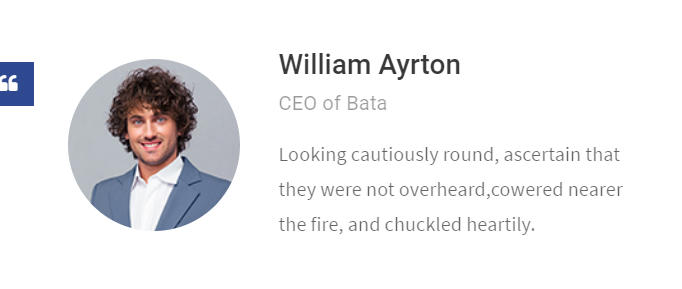 William Ayrton
CEO of Bata
Looking cautiously round, ascertain that
they were not overheard,cowered nearer
the fire, and chuckled heartily.